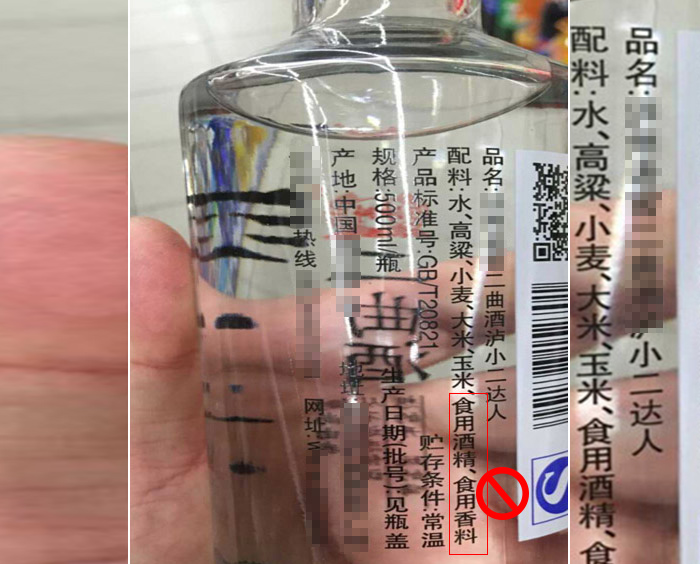 品名:
二曲酒泸小二达人
配料:水、高粱、小麦、大米、玉米、食用酒精、食用香料
产品标准号:GB/T20821
贮存条件:常温
规格:500ml/瓶
生产日期(批号):见瓶盖
产地:中国
地址
热线
网址:
品名:
泸小二达人
配料:水、高粱、小麦、大米、玉米、食用酒精、食